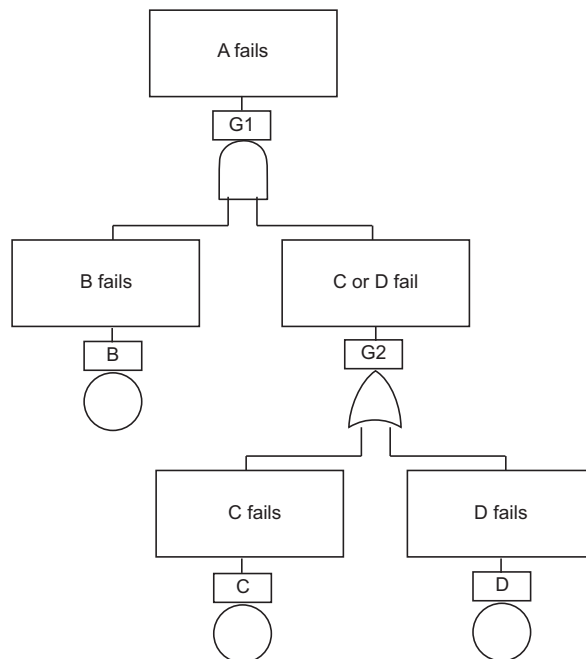 A fails
G1
B fails
C or D fail
B
G2
C fails
D fails
C
D